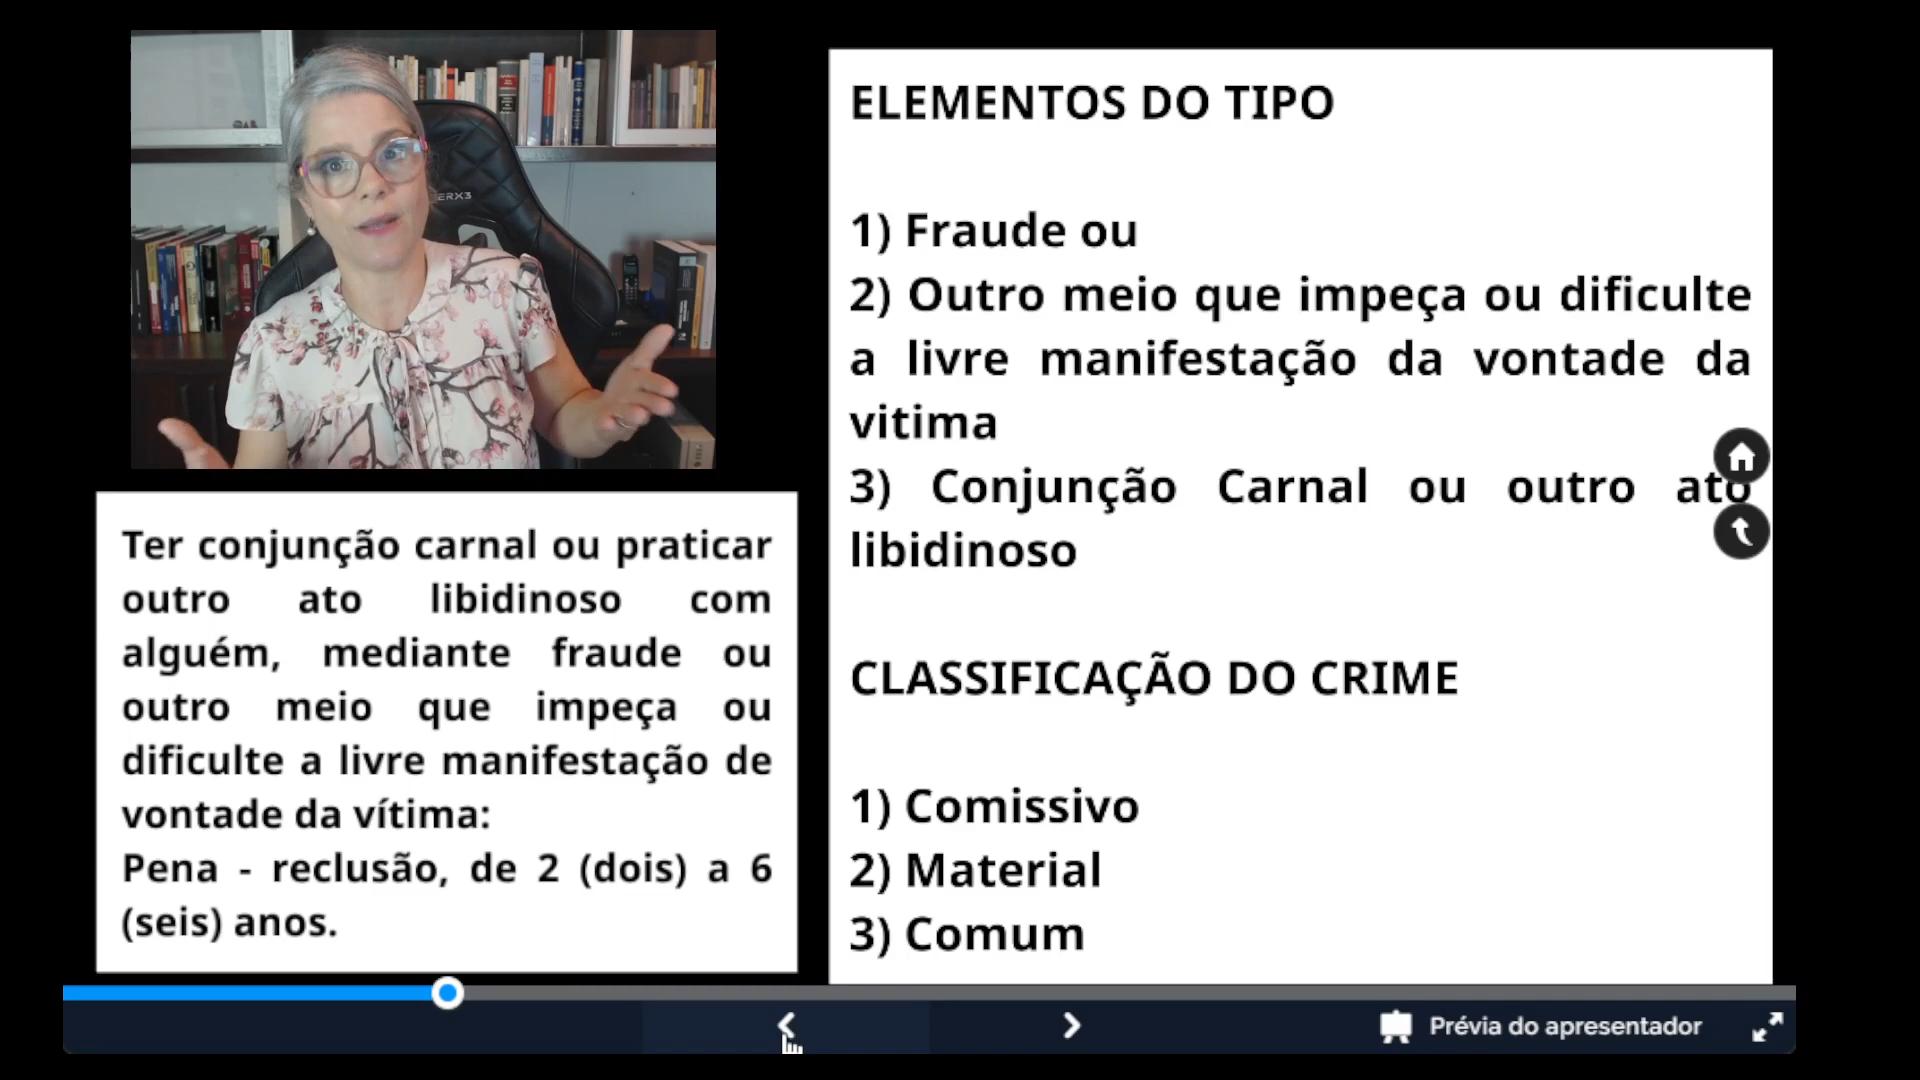 ERX3
Ter conjunção carnal ou praticar
outro ato libidinoso com
alguém, mediante fraude ou
outro meio que impeça ou
dificulte a livre manifestação de
vontade da vítima:
Pena - reclusão, de 2 (dois) a 6
(seis) anos.
ELEMENTOS DO TIPO
1) Fraude ou
2) Outro meio que impeça ou dificulte
a livre manifestação da vontade da
vitima
3) Conjunção Carnal ou outro ato
libidinoso
CLASSIFICAÇÃO DO CRIME
1) Comissivo
2) Material
3) Comum
Prévia do apresentador